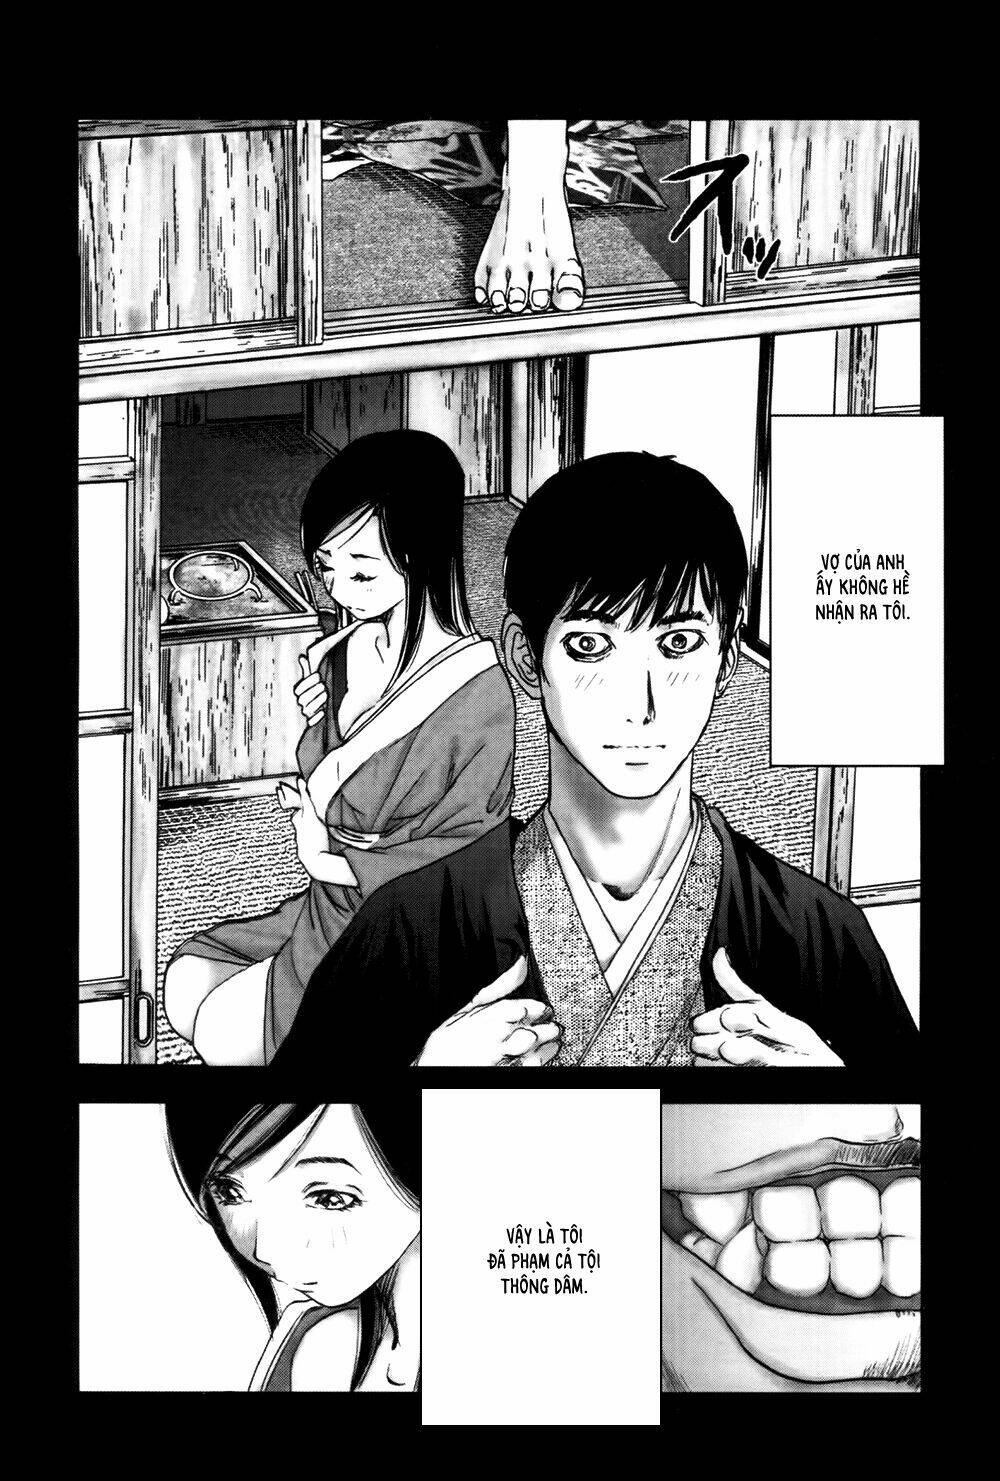 スッ
VỢ CỦA ANH
ẤY KHÔNG HỀ
NHẬN RA TÔI.
VẬY LÀ TÔI
ĐÃ PHẠM CẢ TỘI
THÔNG DÂM.